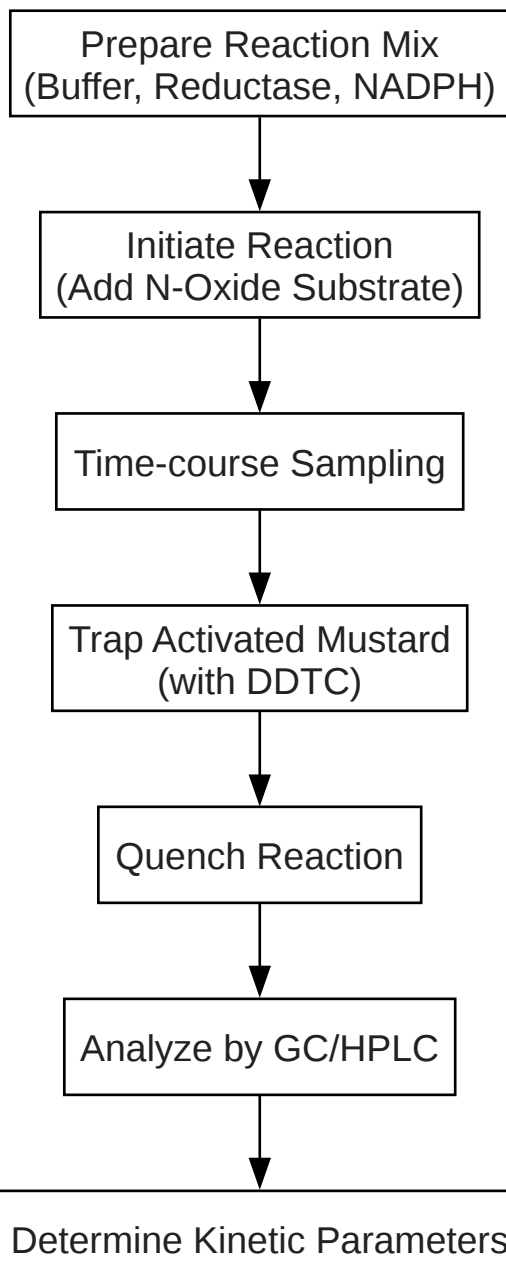 Prepare Reaction Mix
(Buffer, Reductase, NADPH)
Initiate Reaction
(Add N-Oxide Substrate)
Time-course Sampling
Trap Activated Mustard
(with DDTC)
Quench Reaction
Analyze by GC/HPLC
Determine Kinetic Parameters